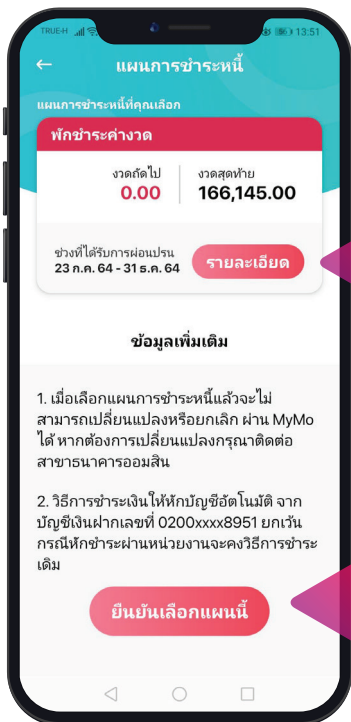 TRUE-H 13:51
แผนการชำระหนี้
แผนการชำระหนี้ที่คุณเลือก
พักชำระค่างวด
งวดถัดไป งวดสุดท้าย
0.00 166,145.00
ช่วงที่ได้รับการผ่อนปรน
23 ก.ค. 64 - 31 ธ.ค. 64
รายละเอียด
ข้อมูลเพิ่มเติม
1. เมื่อเลือกแผนการชำระหนี้แล้วจะไม่
สามารถเปลี่ยนแปลงหรือยกเลิก ผ่าน MyMo
ได้ หากต้องการเปลี่ยนแปลงกรุณาติดต่อ
สาขาธนาคารออมสิน
2. วิธีการชำระเงินให้หักบัญชีอัตโนมัติ จาก
บัญชีเงินฝากเลขที่ 0200xxxx8951 ยกเว้น
กรณีหักชำระผ่านหน่วยงานจะคงวิธีการชำระ
เดิม
ยืนยันเลือกแผนนี้